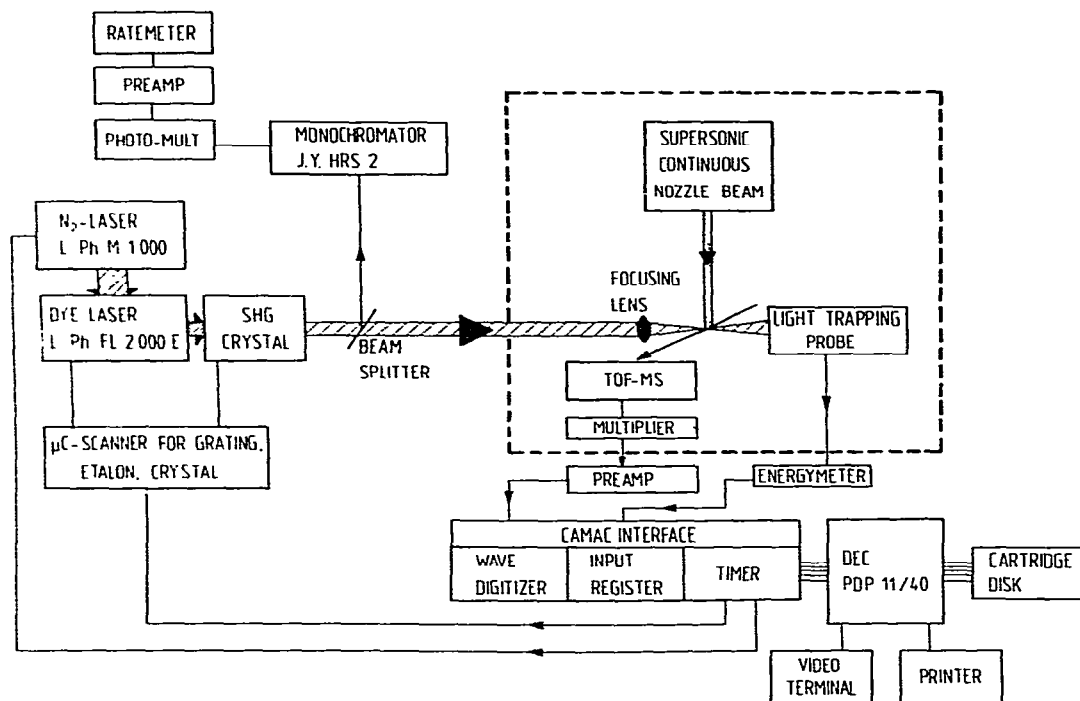 RATEMETER
PREAMP
PHOTO-MULT
MONOCHROMATOR
J.Y. HRS 2
SUPERSONIC
CONTINUOUS
NOZZLE BEAM
N₂-LASER
L Ph M 1000
DYE LASER
L Ph FL 2000 E
SHG
CRYSTAL
BEAM
SPLITTER
FOCUSING
LENS
LIGHT TRAPPING
PROBE
TOF-MS
MULTIPLIER
PREAMP
ENERGYMETER
µC-SCANNER FOR GRATING,
ETALON, CRYSTAL
CAMAC INTERFACE
WAVE
DIGITIZER
INPUT
REGISTER
TIMER
DEC
PDP 11/40
CARTRIDGE
DISK
VIDEO
TERMINAL
PRINTER